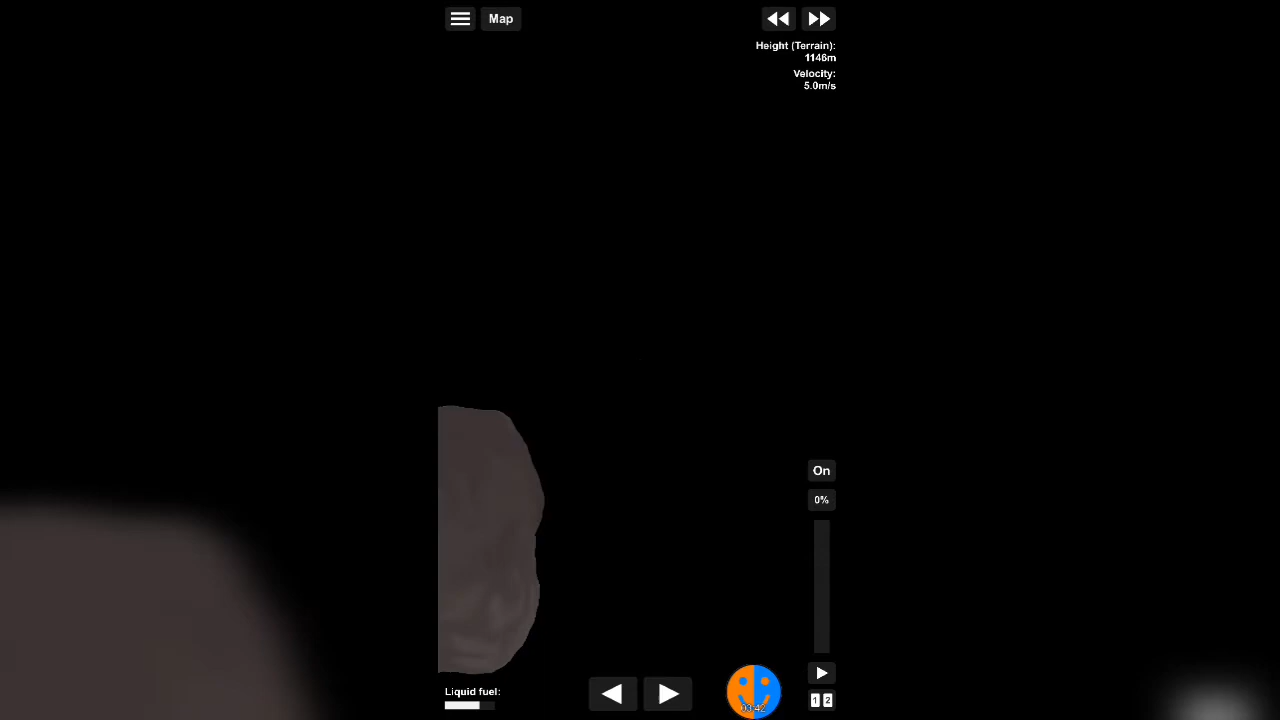 Map
Height (Terrain):
1146m
Velocity:
5.0m/s
On
0%
Liquid fuel:
1 2